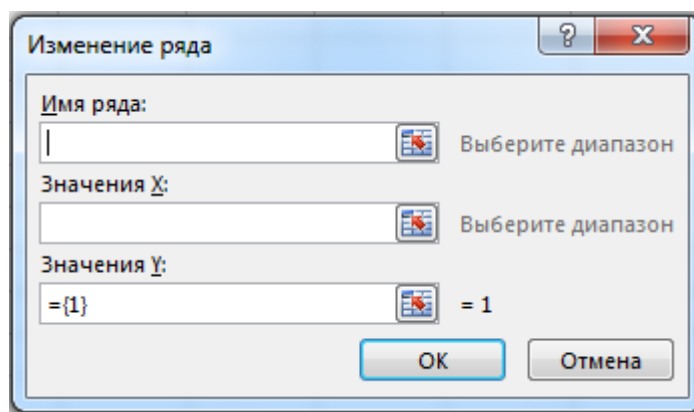 Изменение ряда
?
Имя ряда:
Выберите диапазон
Значения X:
Выберите диапазон
Значения Y:
={1}
= 1
ОК
Отмена